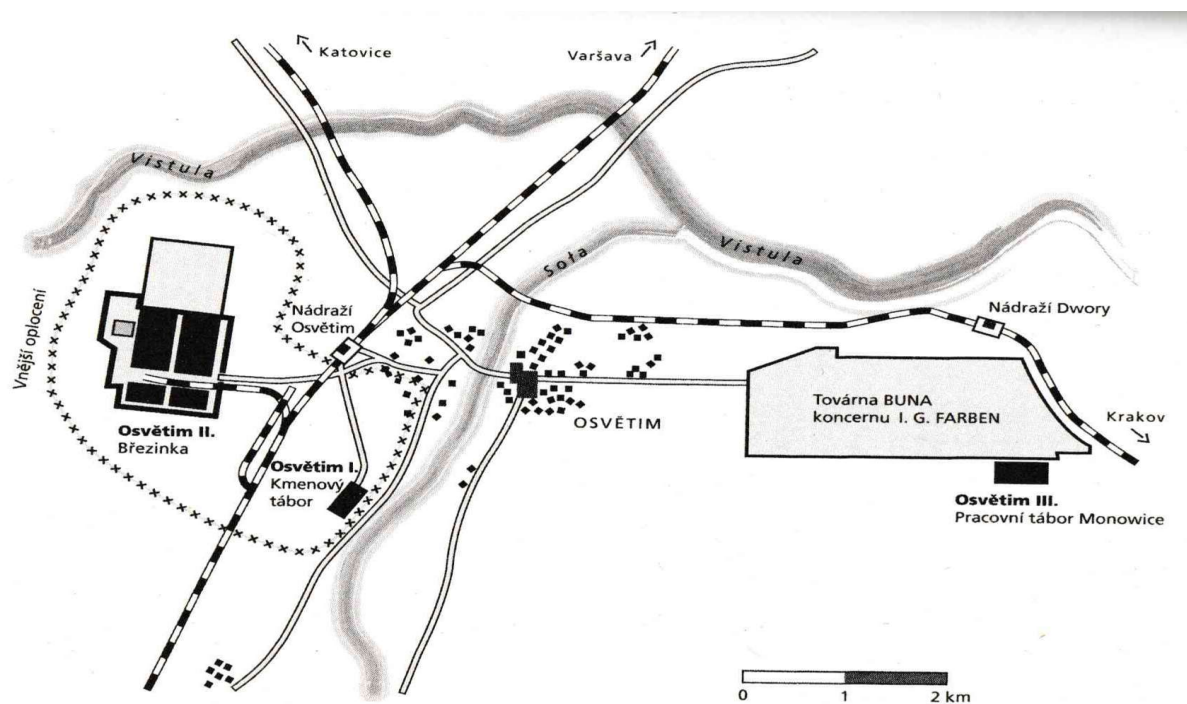 Katovice
Varšava
Vistula
Soła
Vistula
Vnější oplocení
Nádraží
Osvětim
Nádraží Dwory
Továrna BUNA
koncernu I. G. FARBEN
OSVĚTIM
Krakov
Osvětim II.
Březinka
Osvětim I.
Kmenový
tábor
Osvětim III.
Pracovní tábor Monowice
0 1 2 km